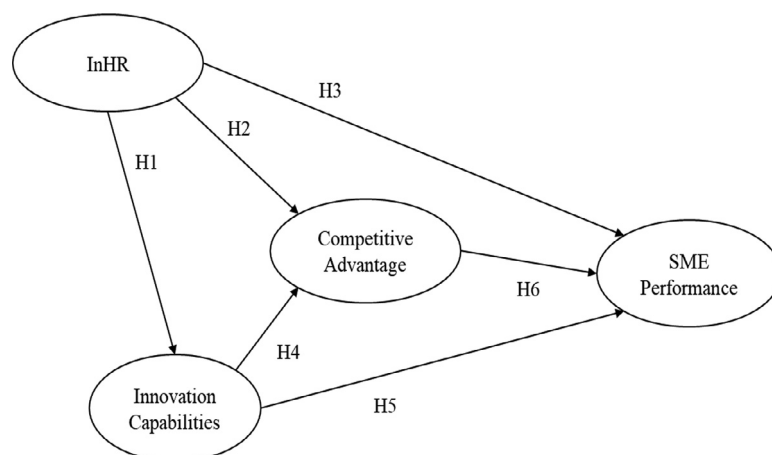 InHR
H3
H2
H1
Competitive
Advantage
SME
Performance
H6
H4
Innovation
Capabilities
H5